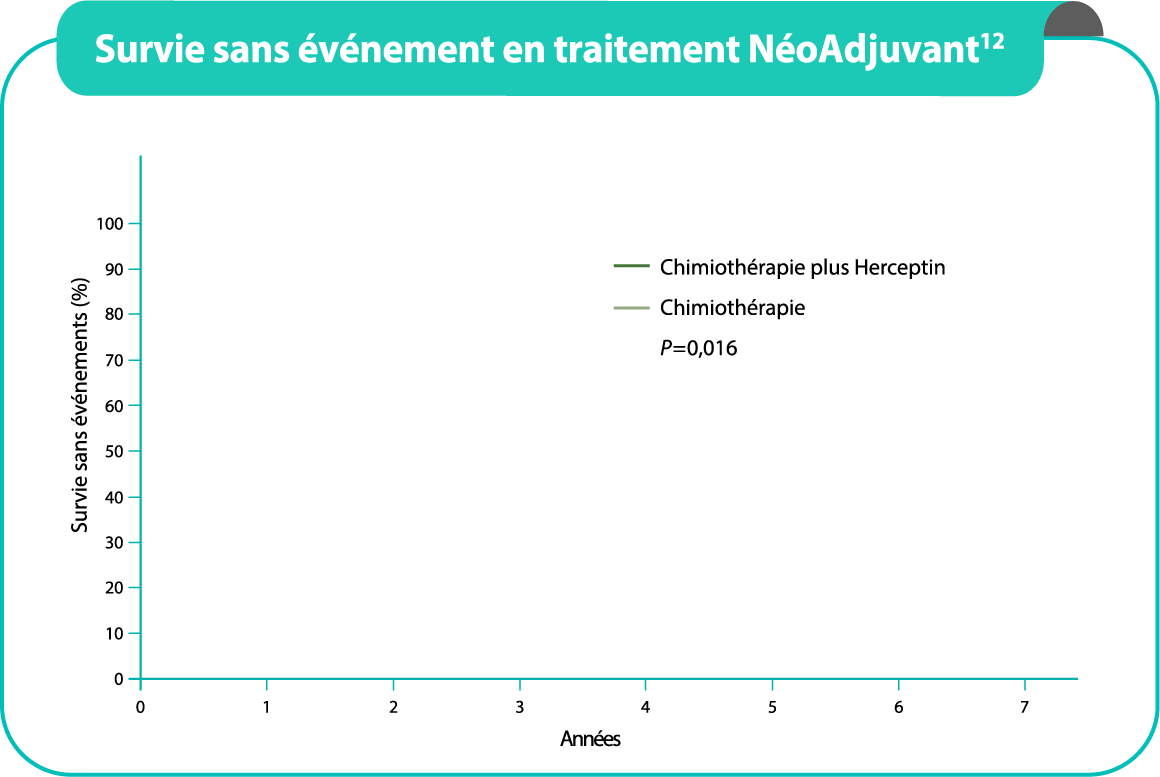 Survie sans événement en traitement NéoAdjuvant12
100
90
80
70
60
50
40
30
20
10
0
Survie sans événements (%)
Chimiothérapie plus Herceptin
Chimiothérapie
P=0,016
0 1 2 3 4 5 6 7
Années